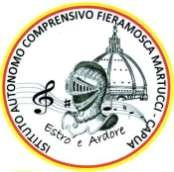 ISTITUTO AUTONOMO COMPRENSIVO FIERAMOSCA MARTUCCI - CAPUA
Estro e Ardore